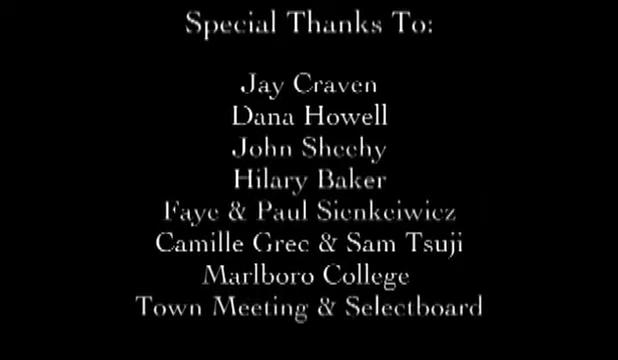 Special Thanks To:
Jay Craven
Dana Howell
John Sheehy
Hilary Baker
Faye & Paul Sienkeiwicz
Camille Grec & Sam Tsuji
Marlboro College
Town Meeting & Selectboard